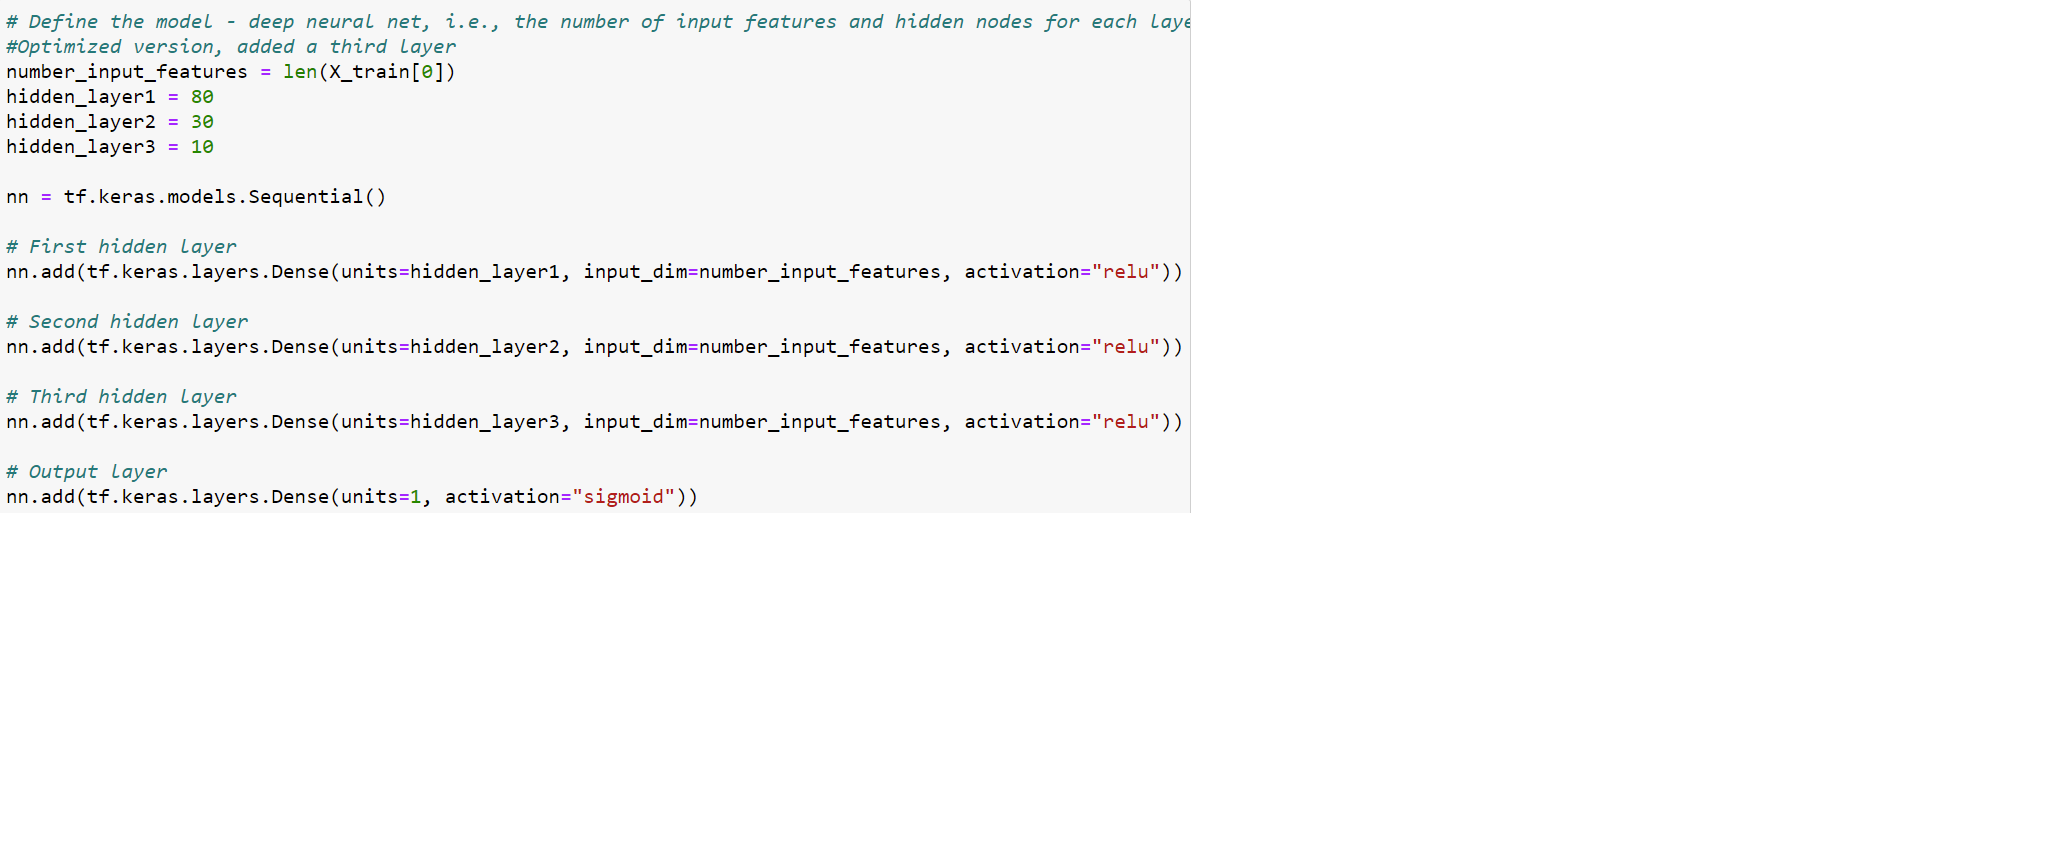 # Define the model - deep neural net, i.e., the number of input features and hidden nodes for each laye
#Optimized version, added a third layer
number_input_features = len(X_train[0])
hidden_layer1 = 80
hidden_layer2 = 30
hidden_layer3 = 10
nn = tf.keras.models.Sequential()
# First hidden layer
nn.add(tf.keras.layers.Dense(units=hidden_layer1, input_dim=number_input_features, activation="relu"))
# Second hidden layer
nn.add(tf.keras.layers.Dense(units=hidden_layer2, input_dim=number_input_features, activation="relu"))
# Third hidden layer
nn.add(tf.keras.layers.Dense(units=hidden_layer3, input_dim=number_input_features, activation="relu"))
# Output layer
nn.add(tf.keras.layers.Dense(units=1, activation="sigmoid"))